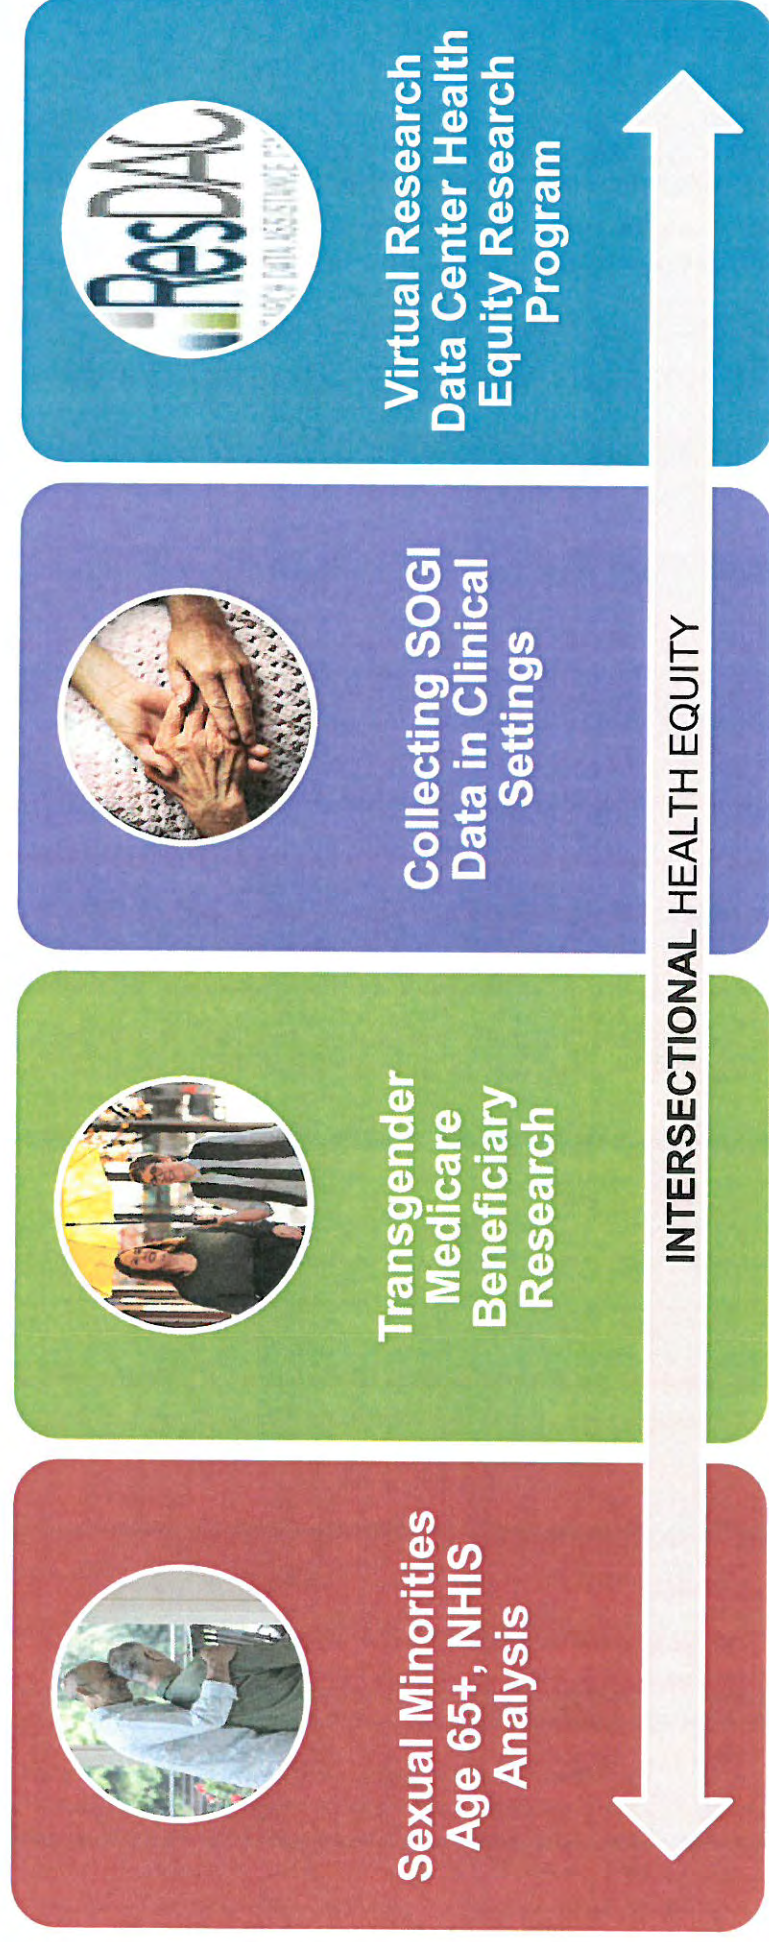 Sexual Minorities
Age 65+, NHIS
Analysis
Transgender
Medicare
Beneficiary
Research
Collecting SOGI
Data in Clinical
Settings
ResDAC
Virtual Research
Data Center Health
Equity Research
Program
INTERSECTIONAL HEALTH EQUITY